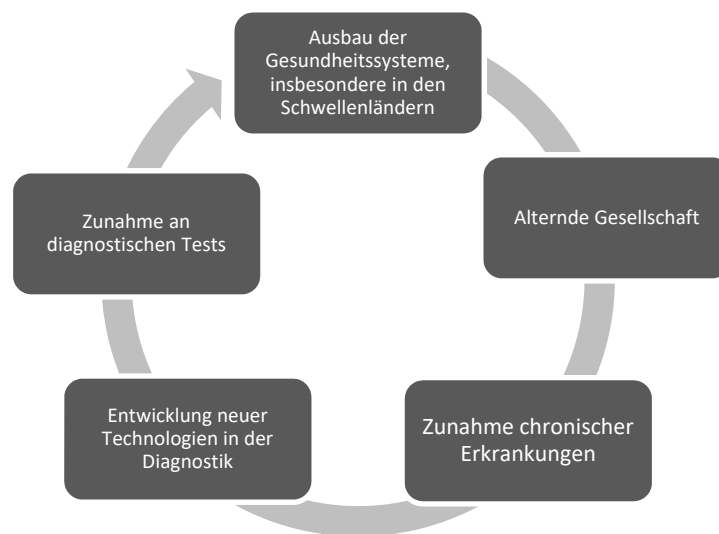 Ausbau der
Gesundheitssysteme,
insbesondere in den
Schwellenländern
Alternde Gesellschaft
Zunahme chronischer
Erkrankungen
Entwicklung neuer
Technologien in der
Diagnostik
Zunahme an
diagnostischen Tests